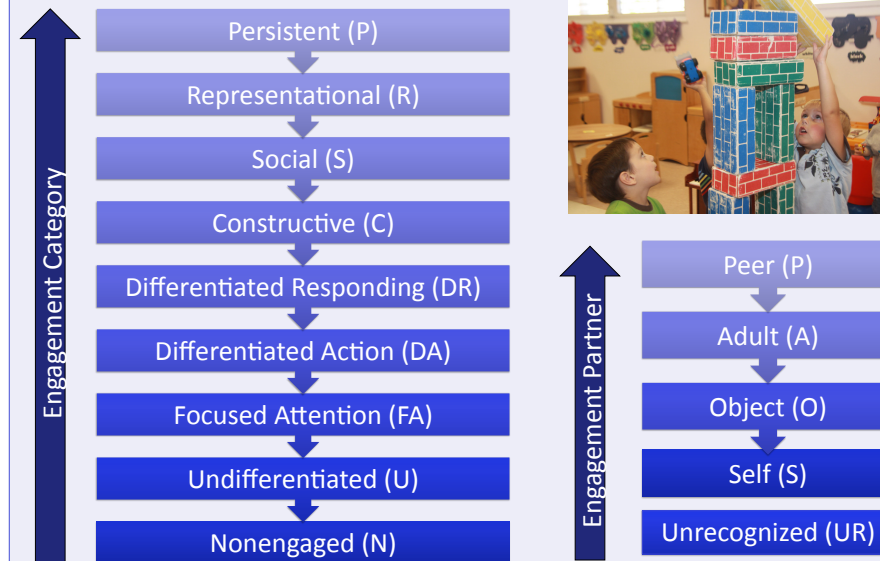 Engagement Category
Persistent (P)
Representational (R)
Social (S)
Constructive (C)
Differentiated Responding (DR)
Differentiated Action (DA)
Focused Attention (FA)
Undifferentiated (U)
Nonengaged (N)
Engagement Partner
Peer (P)
Adult (A)
Object (O)
Self (S)
Unrecognized (UR)